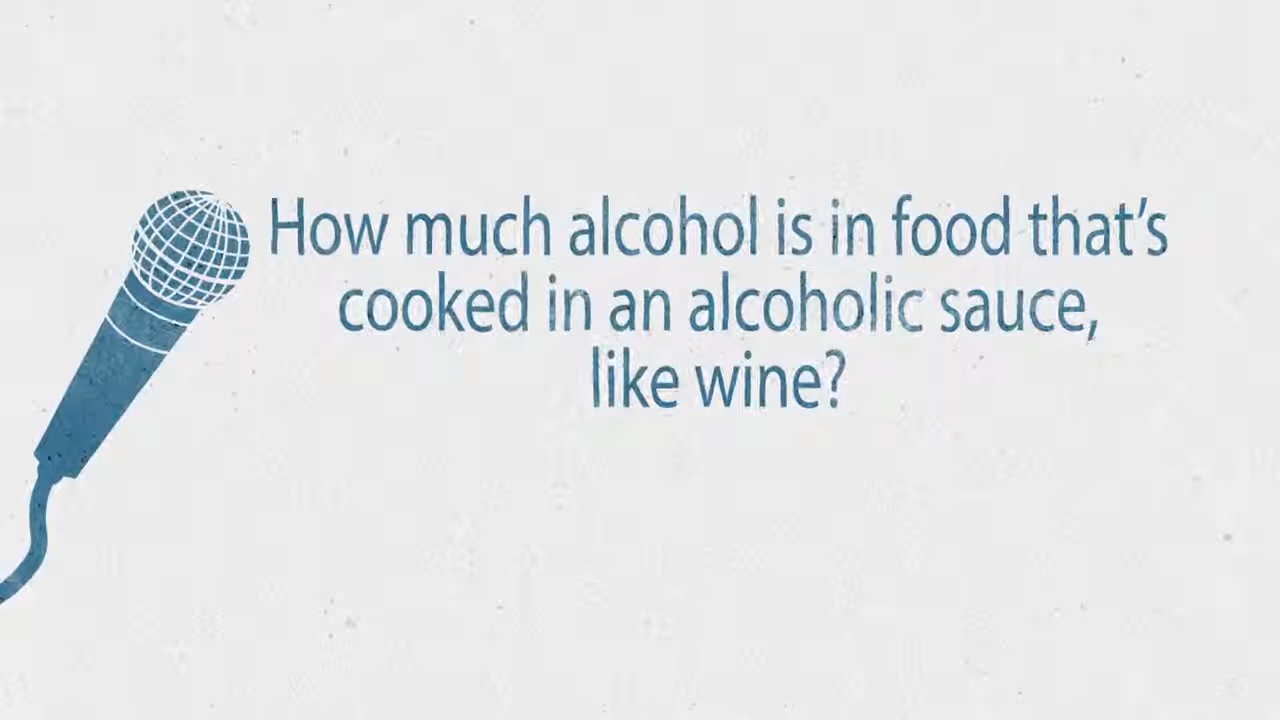 How much alcohol is in food that’s
cooked in an alcoholic sauce,
like wine?